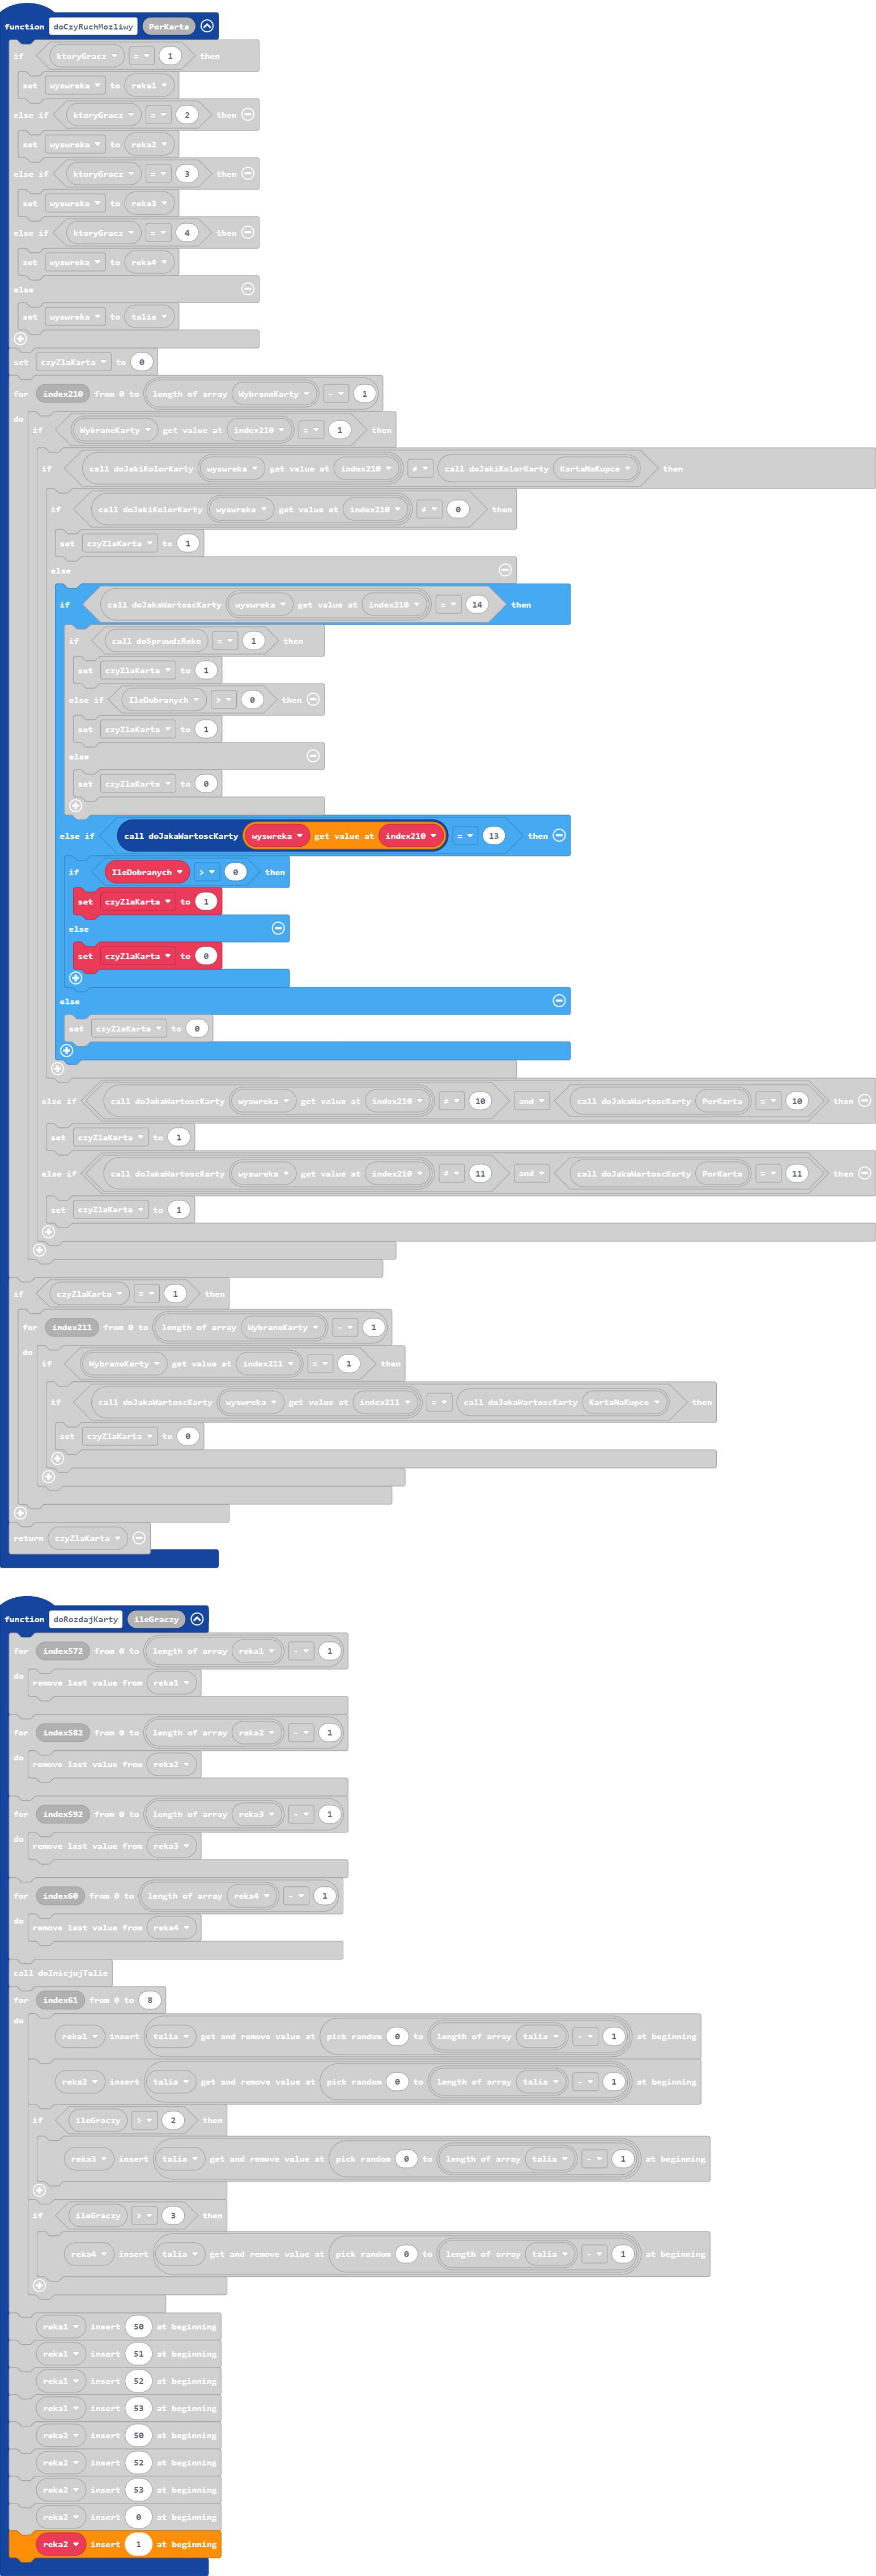 function doCzyRuchMozliwy PorKarta
if ktoryGracz = 1 then
set wyswreka to reka1
else if ktoryGracz = 2 then
set wyswreka to reka2
else if ktoryGracz = 3 then
set wyswreka to reka3
else if ktoryGracz = 4 then
set wyswreka to reka4
else
set wyswreka to talia
set czyZlaKarta to 0
for index210 from 0 to length of array WybraneKarty - 1
do
if WybraneKarty get value at index210 = 1 then
if call doJakiKolorKarty wyswreka get value at index210 ≠ call doJakiKolorKarty KartaNaKupce then
if call doJakiKolorKarty wyswreka get value at index210 ≠ 0 then
set czyZlaKarta to 1
else
if call doJakaWartoscKarty wyswreka get value at index210 = 14 then
if call doSprawdzReke = 1 then
set czyZlaKarta to 1
else if IleDobranych > 0 then
set czyZlaKarta to 1
else
set czyZlaKarta to 0
else if call doJakaWartoscKarty wyswreka get value at index210 = 13 then
if IleDobranych > 0 then
set czyZlaKarta to 1
else
set czyZlaKarta to 0
else
set czyZlaKarta to 0
else if call doJakaWartoscKarty wyswreka get value at index210 ≠ 10 and call doJakaWartoscKarty PorKarta = 10 then
set czyZlaKarta to 1
else if call doJakaWartoscKarty wyswreka get value at index210 ≠ 11 and call doJakaWartoscKarty PorKarta = 11 then
set czyZlaKarta to 1
if czyZlaKarta = 1 then
for index211 from 0 to length of array WybraneKarty - 1
do
if WybraneKarty get value at index211 = 1 then
if call doJakaWartoscKarty wyswreka get value at index211 = call doJakaWartoscKarty KartaNaKupce then
set czyZlaKarta to 0
return czyZlaKarta
function doRozdajKarty ileGraczy
for index572 from 0 to length of array reka1 - 1
do
remove last value from reka1
for index582 from 0 to length of array reka2 - 1
do
remove last value from reka2
for index592 from 0 to length of array reka3 - 1
do
remove last value from reka3
for index60 from 0 to length of array reka4 - 1
do
remove last value from reka4
call doInicjujTalie
for index61 from 0 to 8
do
reka1 insert talia get and remove value at pick random 0 to length of array talia - 1 at beginning
reka2 insert talia get and remove value at pick random 0 to length of array talia - 1 at beginning
if ileGraczy > 2 then
reka3 insert talia get and remove value at pick random 0 to length of array talia - 1 at beginning
if ileGraczy > 3 then
reka4 insert talia get and remove value at pick random 0 to length of array talia - 1 at beginning
reka1 insert 50 at beginning
reka1 insert 51 at beginning
reka1 insert 52 at beginning
reka1 insert 53 at beginning
reka2 insert 50 at beginning
reka2 insert 52 at beginning
reka2 insert 53 at beginning
reka2 insert 0 at beginning
reka2 insert 1 at beginning